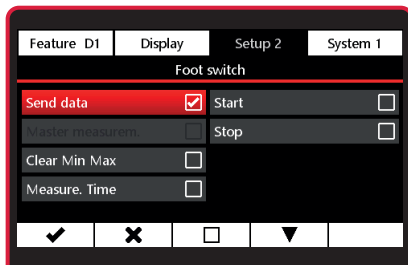 Feature D1 Display Setup 2 System 1
Foot switch
Send data Start
Master measurem. Stop
Clear Min Max
Measure. Time